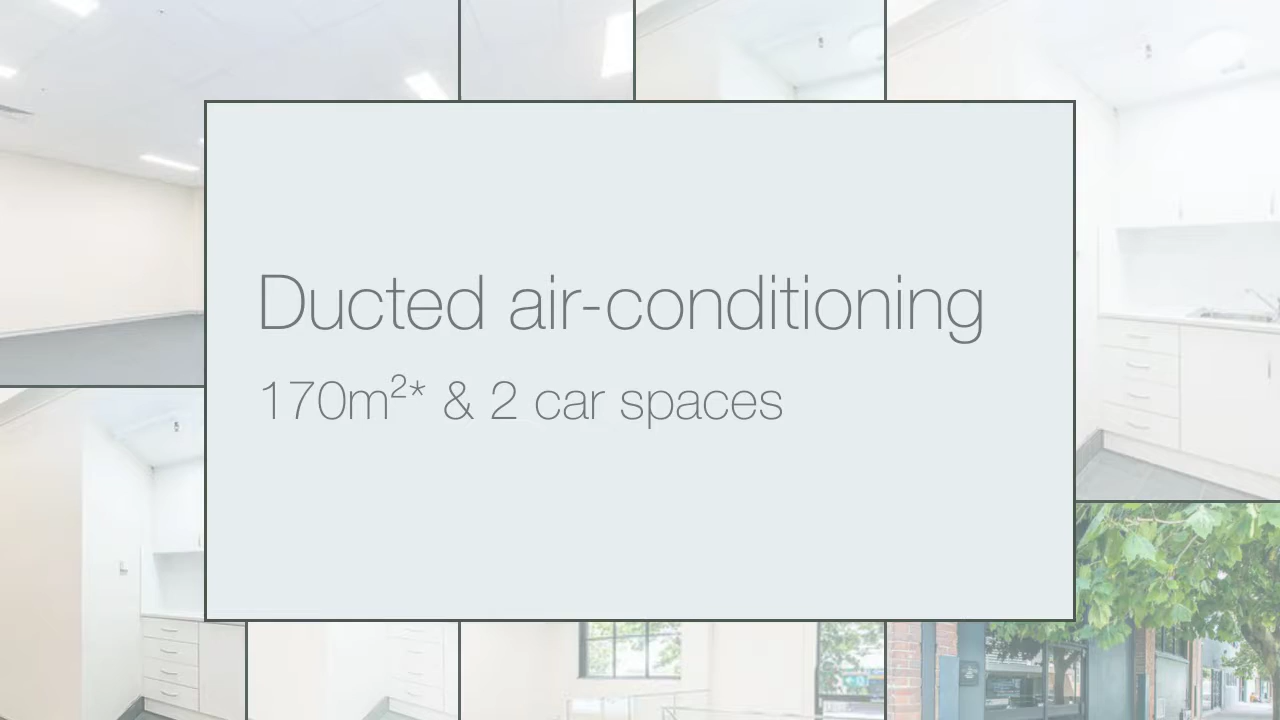 Ducted air-conditioning
170m²* & 2 car spaces